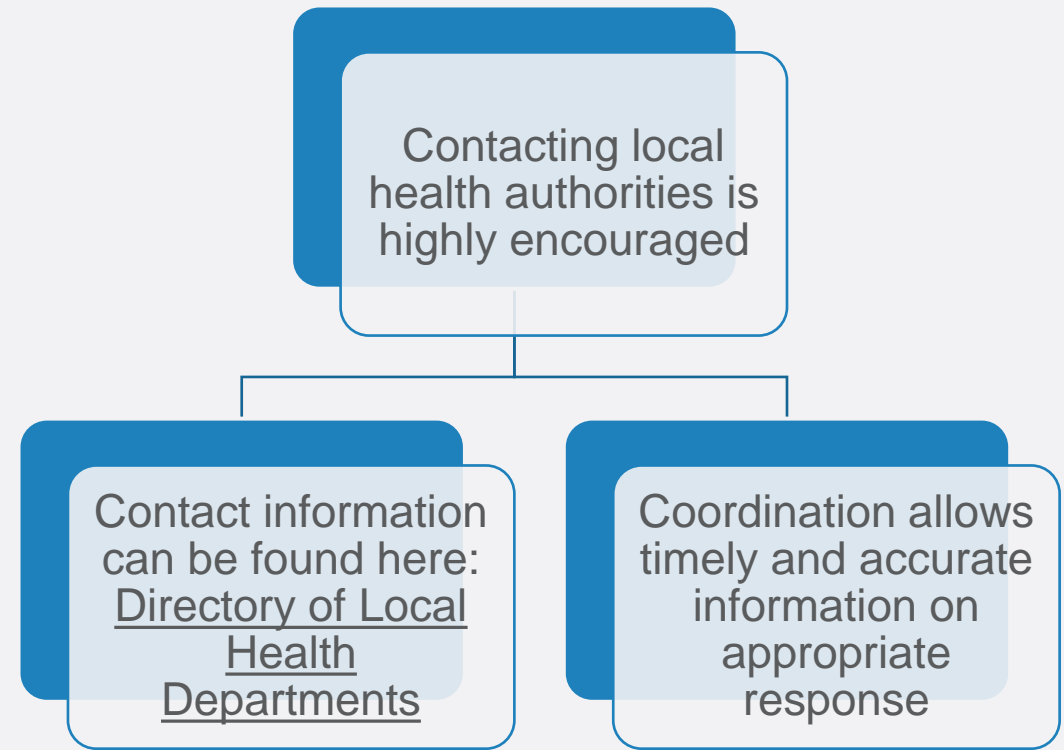 Contacting local
health authorities is
highly encouraged
Contact information
can be found here:
Directory of Local
Health
Departments
Coordination allows
timely and accurate
information on
appropriate
response